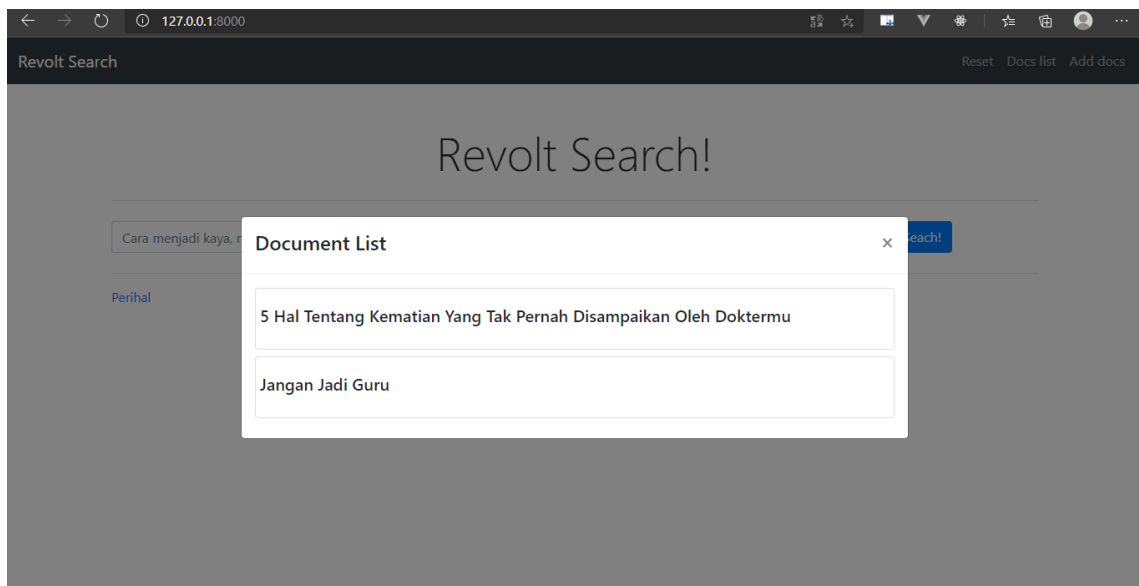 127.0.0.1:8000
Revolt Search
Reset Docs list Add docs
Revolt Search!
Cara menjadi kaya,
Seach!
Document List
×
Perihal
5 Hal Tentang Kematian Yang Tak Pernah Disampaikan Oleh Doktermu
Jangan Jadi Guru